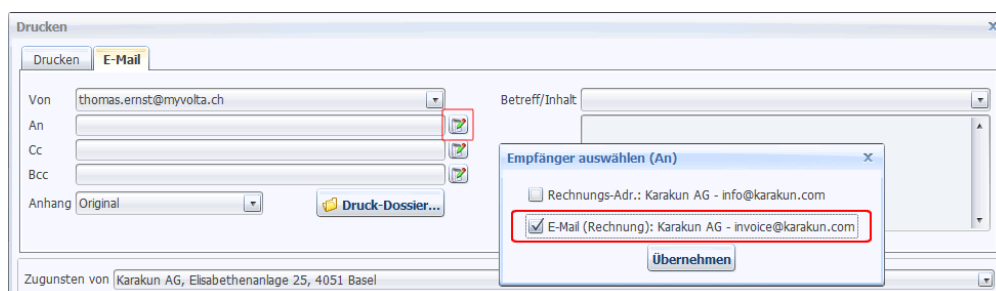 Drucken x
Drucken E-Mail
Von thomas.ernst@myvolta.ch Betreff/Inhalt
An
Cc
Bcc
Anhang Original Druck-Dossier...
Empfänger auswählen (An) x
Rechnungs-Adr.: Karakun AG - info@karakun.com
E-Mail (Rechnung): Karakun AG - invoice@karakun.com
Übernehmen
Zugunsten von Karakun AG, Elisabethenanlage 25, 4051 Basel